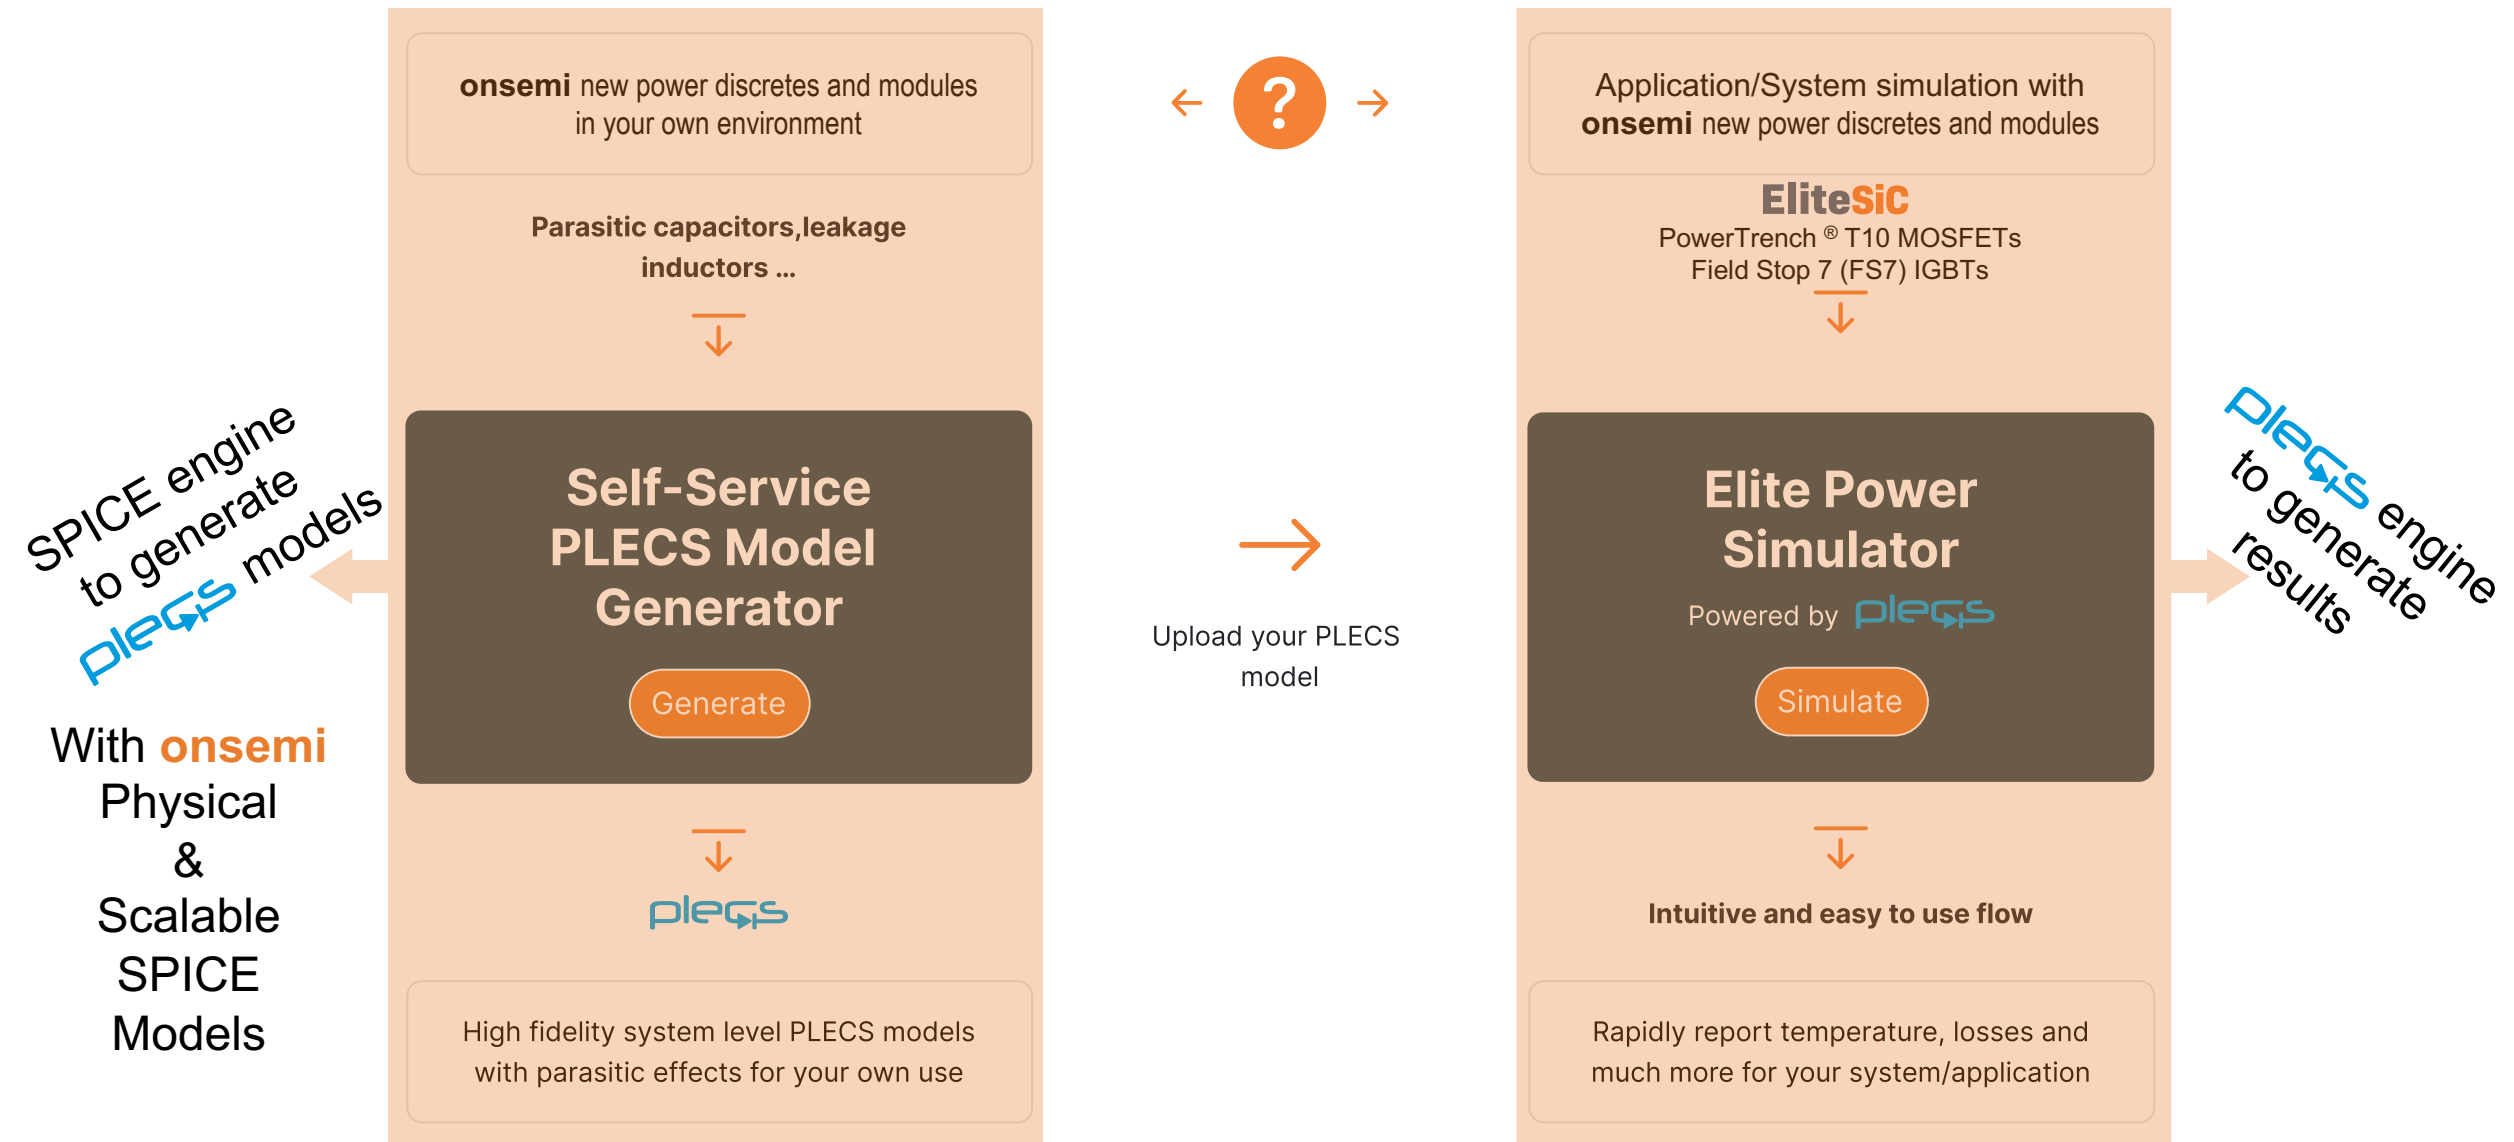 onsemi new power discretes and modules
in your own environment
Parasitic capacitors,leakage
inductors ...
Self-Service
PLECS Model
Generator
Generate
plecs
High fidelity system level PLECS models
with parasitic effects for your own use
SPICE engine
to generate
plecs models
With onsemi
Physical
&
Scalable
SPICE
Models
?
Upload your PLECS
model
Application/System simulation with
onsemi new power discretes and modules
EliteSiC
PowerTrench ® T10 MOSFETs
Field Stop 7 (FS7) IGBTs
Elite Power
Simulator
Powered by plecs
Simulate
Intuitive and easy to use flow
Rapidly report temperature, losses and
much more for your system/application
plecs engine
to generate
results